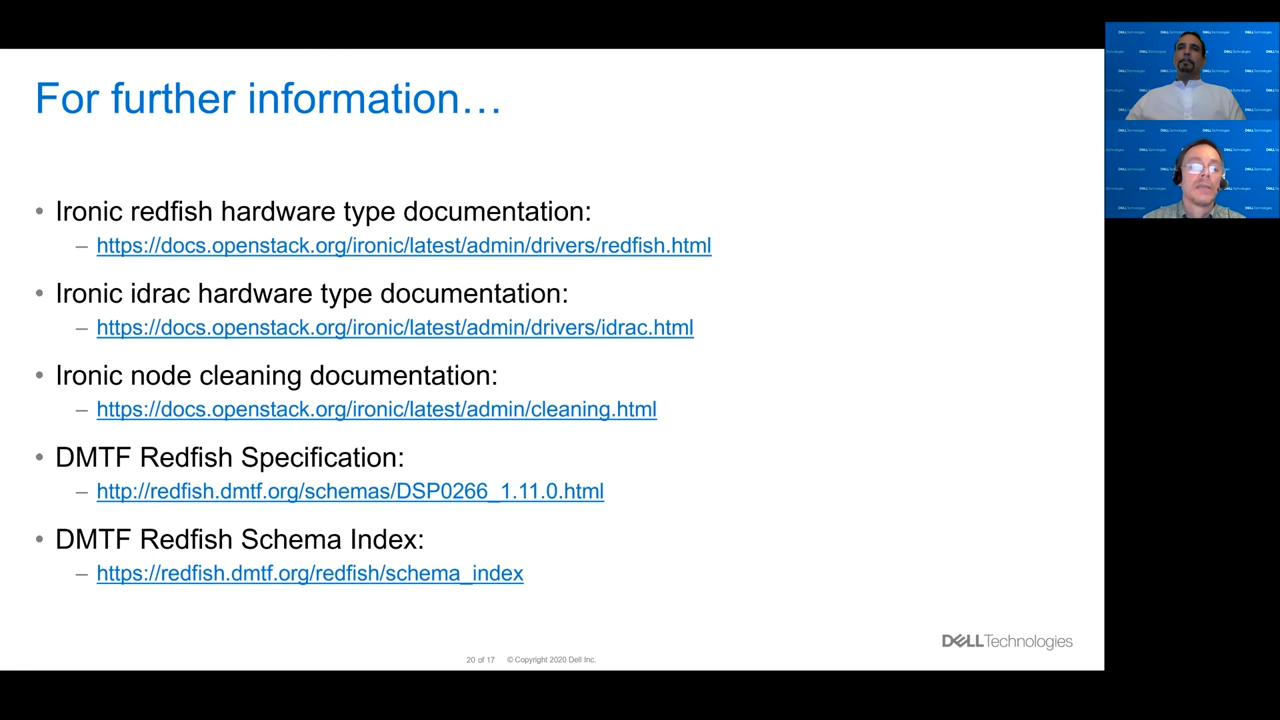 For further information…
• Ironic redfish hardware type documentation:
– https://docs.openstack.org/ironic/latest/admin/drivers/redfish.html
• Ironic idrac hardware type documentation:
– https://docs.openstack.org/ironic/latest/admin/drivers/idrac.html
• Ironic node cleaning documentation:
– https://docs.openstack.org/ironic/latest/admin/cleaning.html
• DMTF Redfish Specification:
– http://redfish.dmtf.org/schemas/DSP0266_1.11.0.html
• DMTF Redfish Schema Index:
– https://redfish.dmtf.org/redfish/schema_index
DELLTechnologies
20 of 17 © Copyright 2020 Dell Inc.